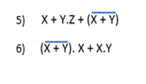 5) X + Y.Z + (X̅ ̅+̅ ̅Y̅)
6) (X̅ ̅+̅ ̅Y̅). X + X.Y